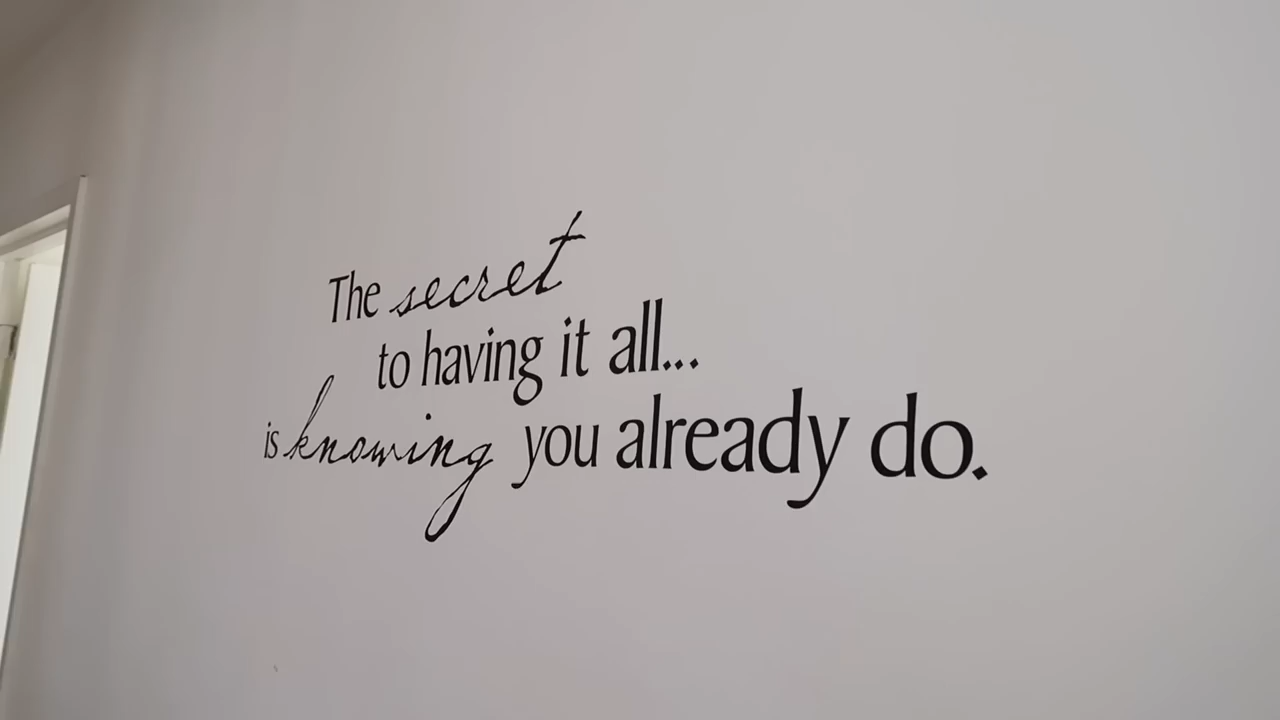 The secret
to having it all...
is knowing you already do.